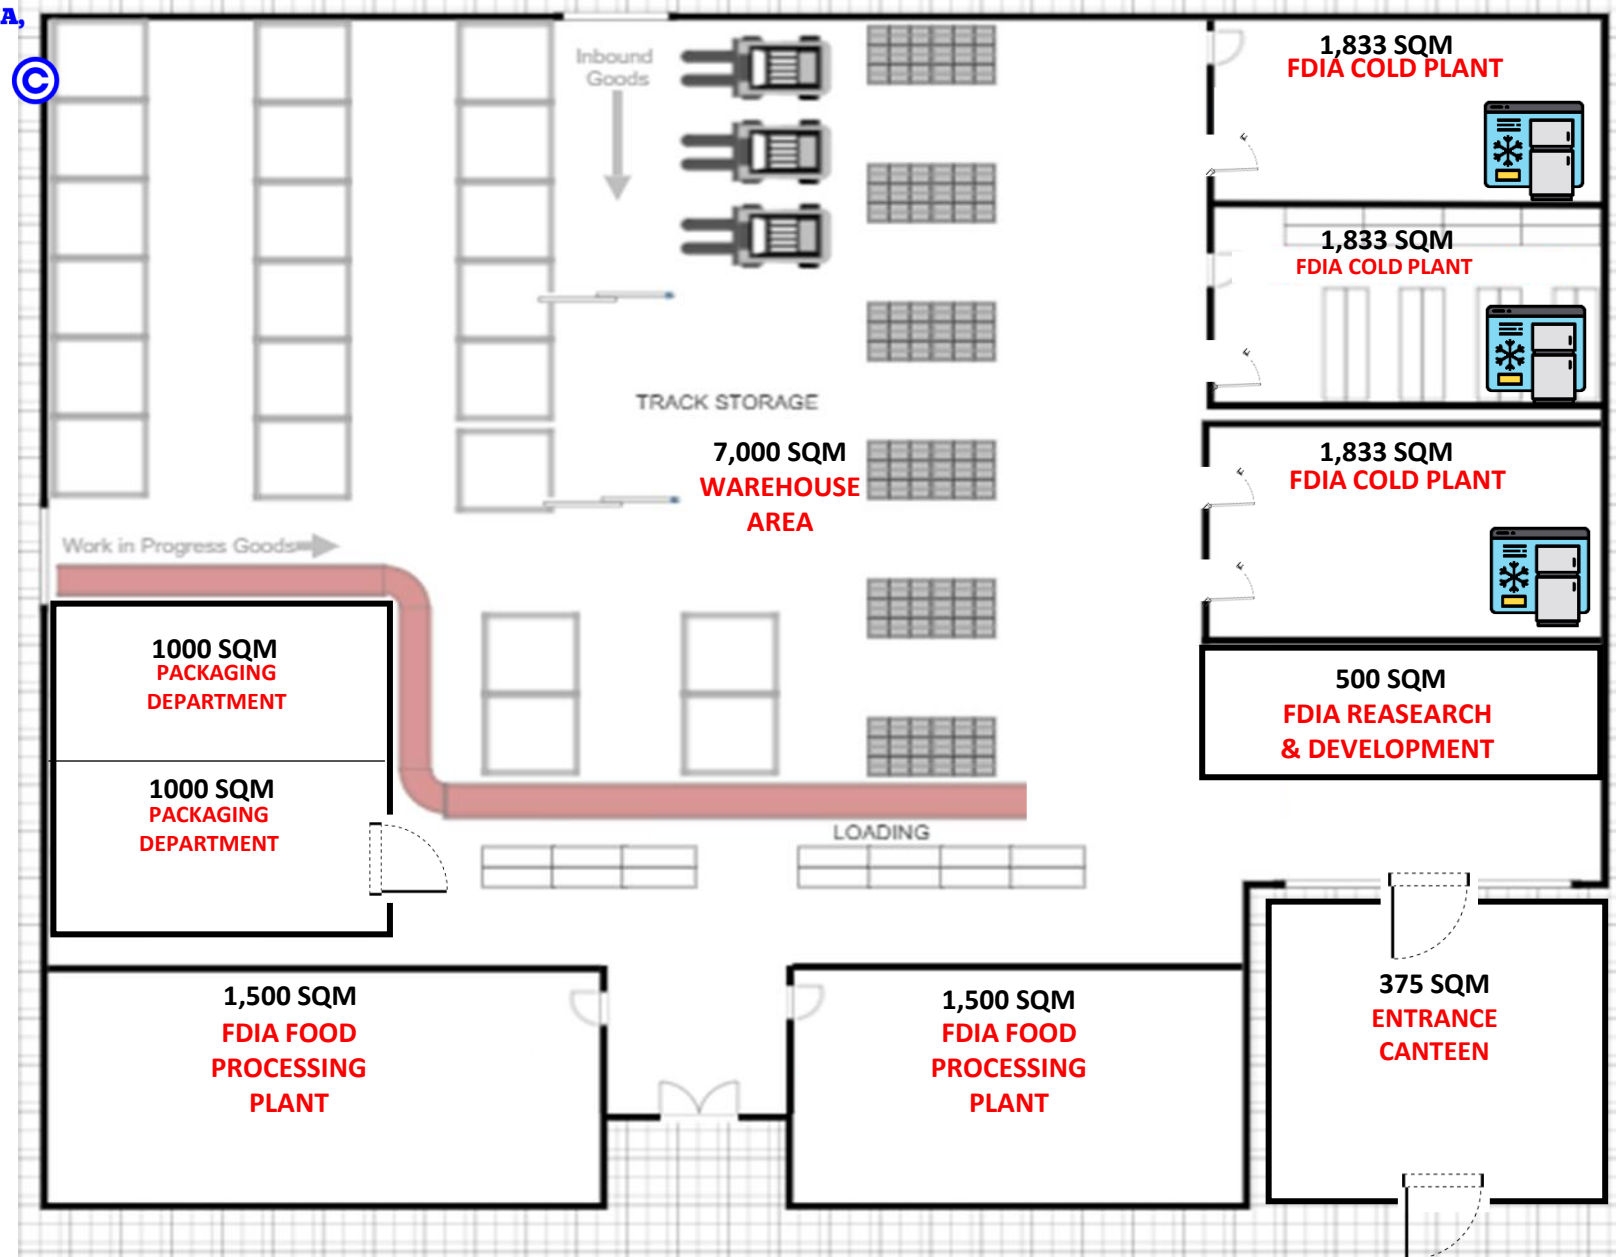 A,
©
Inbound
Goods
1,833 SQM
FDIA COLD PLANT
1,833 SQM
FDIA COLD PLANT
TRACK STORAGE
7,000 SQM
WAREHOUSE
AREA
1,833 SQM
FDIA COLD PLANT
Work in Progress Goods
1000 SQM
PACKAGING
DEPARTMENT
500 SQM
FDIA REASEARCH
& DEVELOPMENT
1000 SQM
PACKAGING
DEPARTMENT
LOADING
1,500 SQM
FDIA FOOD
PROCESSING
PLANT
1,500 SQM
FDIA FOOD
PROCESSING
PLANT
375 SQM
ENTRANCE
CANTEEN